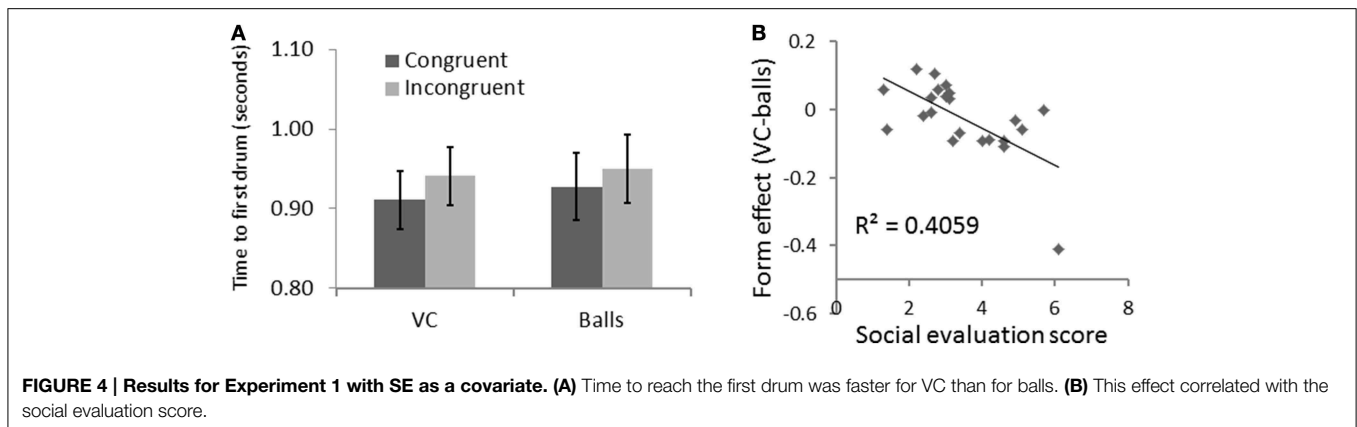 A
Time to first drum (seconds)
1.10
1.00
0.90
0.80
Congruent
Incongruent
VC
Balls
B
Form effect (VC-balls)
0.2
0
-0.2
-0.4
-0.6
R² = 0.4059
0
2
4
6
8
Social evaluation score
FIGURE 4 | Results for Experiment 1 with SE as a covariate. (A) Time to reach the first drum was faster for VC than for balls. (B) This effect correlated with the
social evaluation score.